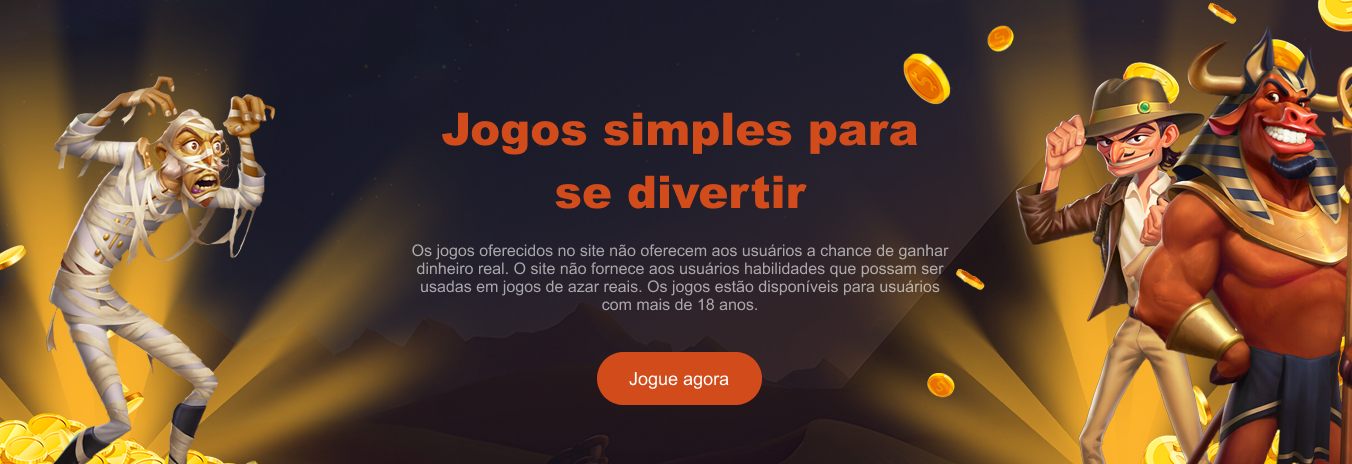 Jogos simples para
se divertir
Os jogos oferecidos no site não oferecem aos usuários a chance de ganhar
dinheiro real. O site não fornece aos usuários habilidades que possam ser
usadas em jogos de azar reais. Os jogos estão disponíveis para usuários
com mais de 18 anos.
Jogue agora